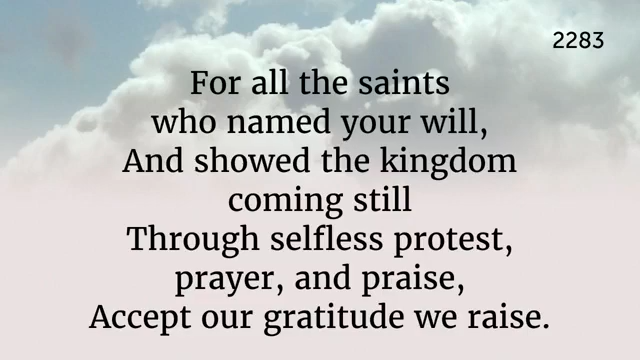 2283
For all the saints
who named your will,
And showed the kingdom
coming still
Through selfless protest,
prayer, and praise,
Accept our gratitude we raise.